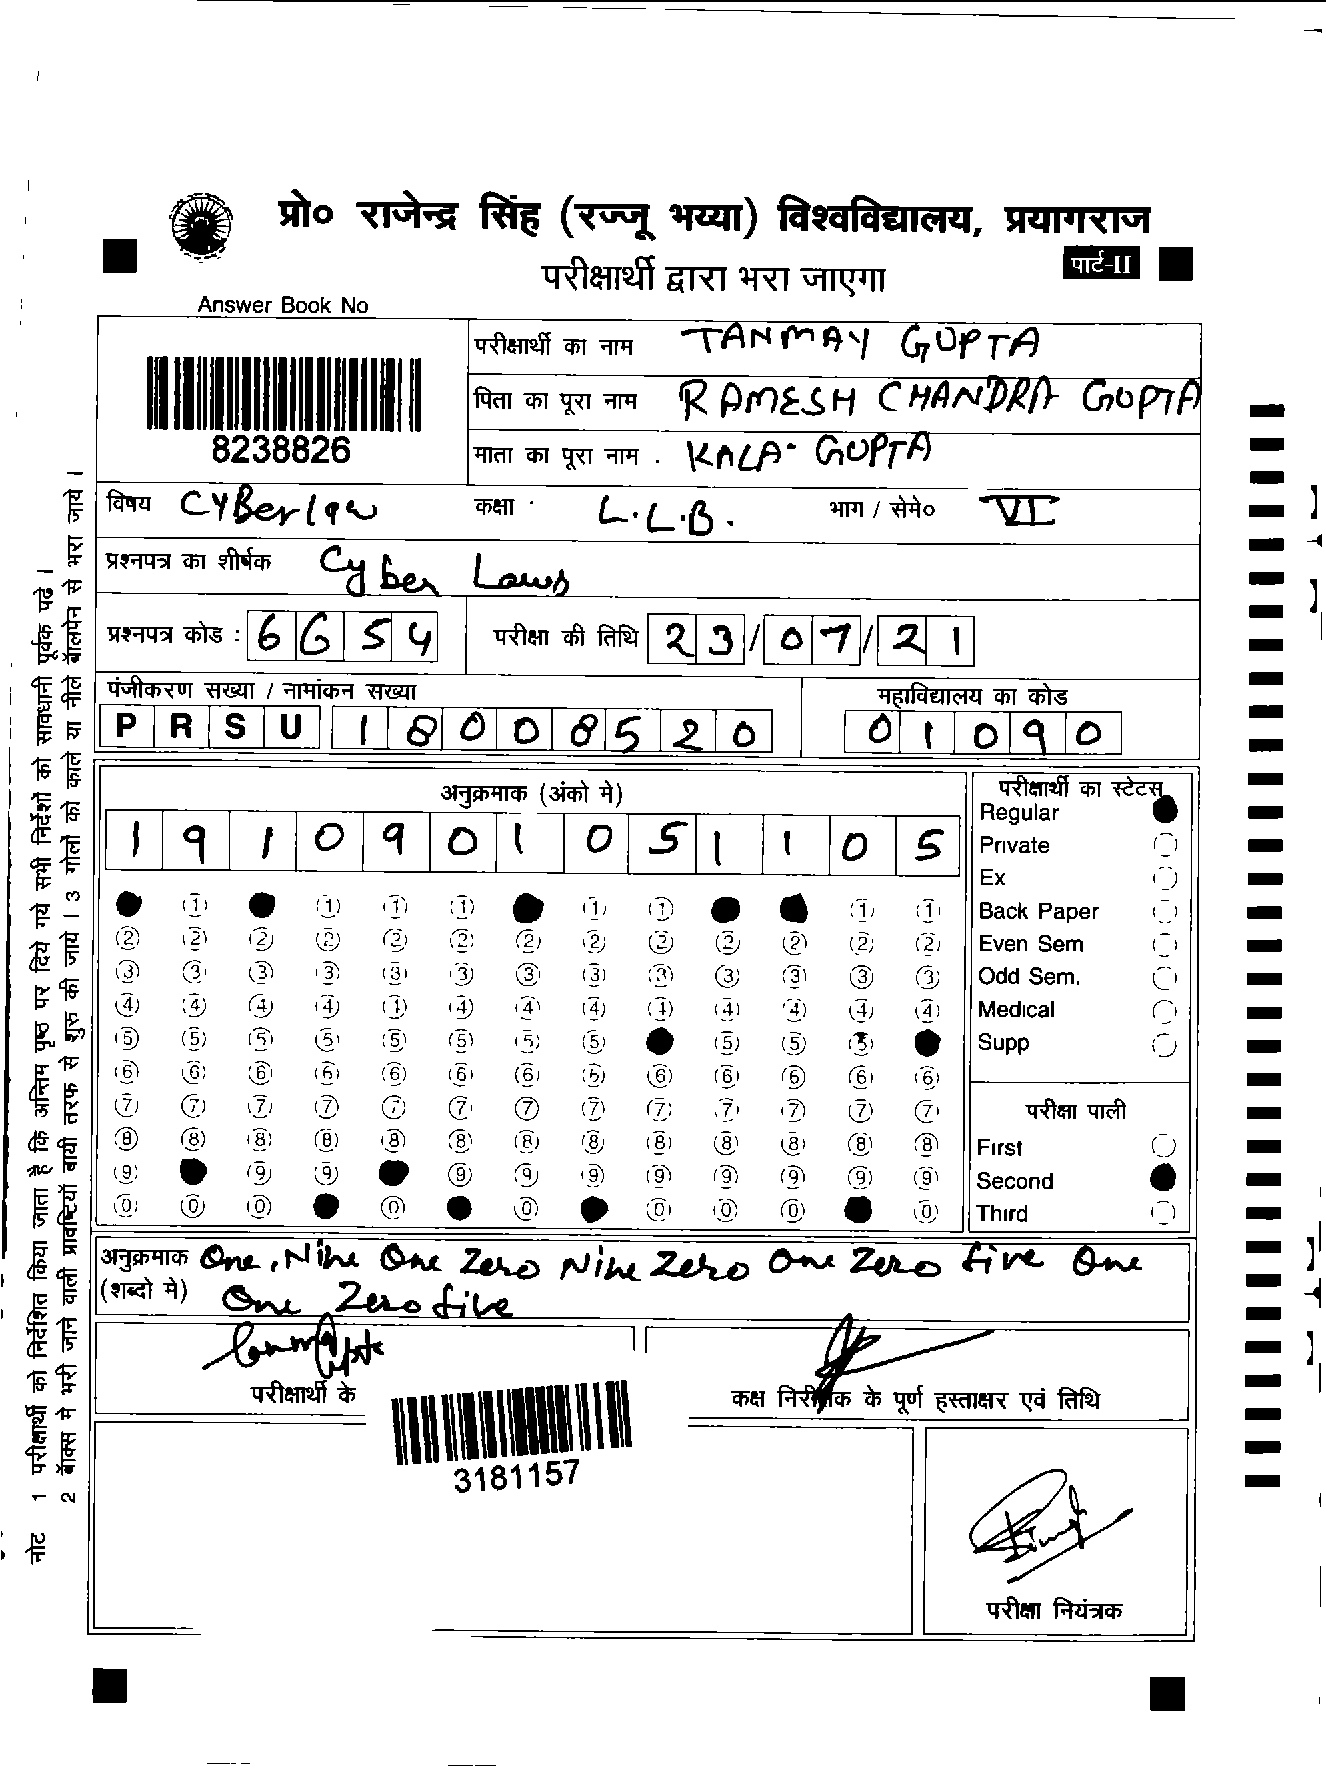 प्रो० राजेन्द्र सिंह (रज्जू भय्या) विश्वविद्यालय, प्रयागराज
परीक्षार्थी द्वारा भरा जाएगा
पार्ट-II
Answer Book No
8238826
परीक्षार्थी का नाम TANMAY GUPTA
पिता का पूरा नाम RAMESH CHANDRA GUPTA
माता का पूरा नाम . KALA GUPTA
विषय CYBerlaw कक्षा L.L.B. भाग / सेमे० VI
प्रश्नपत्र का शीर्षक Cyber Laws
प्रश्नपत्र कोड : 6654 परीक्षा की तिथि 23/07/21
पंजीकरण सख्या / नामांकन सख्या महाविद्यालय का कोड
P R S U 1 8 0 0 8 5 2 0 0 1 0 9 0
अनुक्रमाक (अंको मे)
1 9 1 0 9 0 1 0 5 1 1 0 5
① ① ① ① ① ① ① ①
② ② ② ② ② ② ② ② ② ② ② ② ②
③ ③ ③ ③ ③ ③ ③ ③ ③ ③ ③ ③ ③
④ ④ ④ ④ ④ ④ ④ ④ ④ ④ ④ ④ ④
⑤ ⑤ ⑤ ⑤ ⑤ ⑤ ⑤ ⑤ ⑤ ⑤ ⑤
⑥ ⑥ ⑥ ⑥ ⑥ ⑥ ⑥ ⑥ ⑥ ⑥ ⑥ ⑥ ⑥
⑦ ⑦ ⑦ ⑦ ⑦ ⑦ ⑦ ⑦ ⑦ ⑦ ⑦ ⑦ ⑦
⑧ ⑧ ⑧ ⑧ ⑧ ⑧ ⑧ ⑧ ⑧ ⑧ ⑧ ⑧ ⑧
⑨ ⑨ ⑨ ⑨ ⑨ ⑨ ⑨ ⑨ ⑨ ⑨ ⑨
⓪ ⓪ ⓪ ⓪ ⓪ ⓪ ⓪ ⓪ ⓪
परीक्षार्थी का स्टेटस
Regular
Private
Ex
Back Paper
Even Sem
Odd Sem.
Medical
Supp
परीक्षा पाली
First
Second
Third
अनुक्रमाक One, Nine One Zero Nine Zero One Zero five One
(शब्दो मे) One Zero five
परीक्षार्थी के
कक्ष निरीक्षक के पूर्ण हस्ताक्षर एवं तिथि
3181157
परीक्षा नियंत्रक
नोट 1 परीक्षार्थी को निर्देशित किया जाता है कि अन्तिम पृष्ठ पर दिये गये सभी निर्देशों को सावधानी पूर्वक पढे ।
2 बॅाक्स मे भरी जाने वाली प्रविष्टियों बायी तरफ से शुरू की जाये । 3 गोलों को काले या नीले बॅालपेन से भरा जाये ।